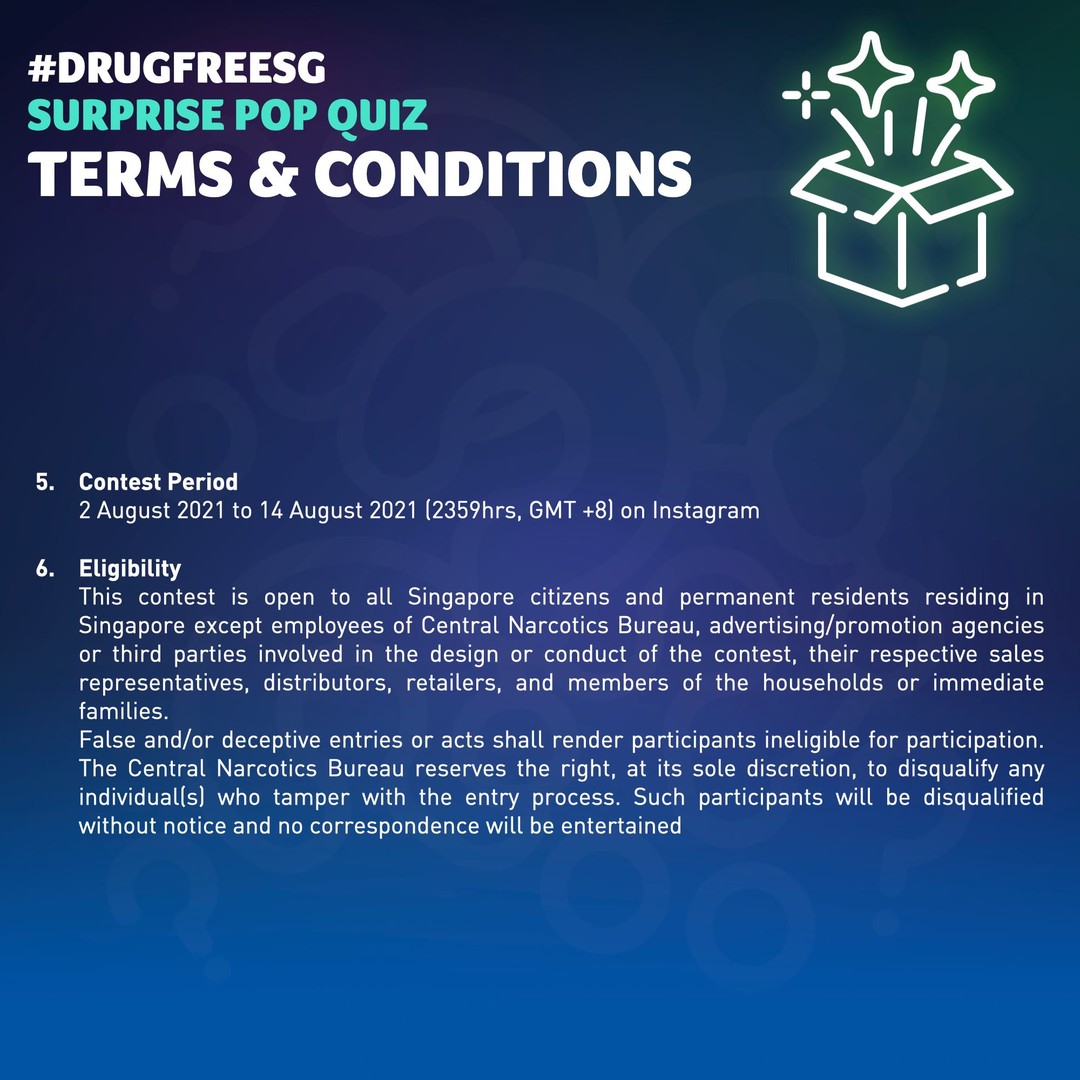 #DRUGFREESG
SURPRISE POP QUIZ
TERMS & CONDITIONS
5. Contest Period
2 August 2021 to 14 August 2021 (2359hrs, GMT +8) on Instagram
6. Eligibility
This contest is open to all Singapore citizens and permanent residents residing in
Singapore except employees of Central Narcotics Bureau, advertising/promotion agencies
or third parties involved in the design or conduct of the contest, their respective sales
representatives, distributors, retailers, and members of the households or immediate
families.
False and/or deceptive entries or acts shall render participants ineligible for participation.
The Central Narcotics Bureau reserves the right, at its sole discretion, to disqualify any
individual(s) who tamper with the entry process. Such participants will be disqualified
without notice and no correspondence will be entertained